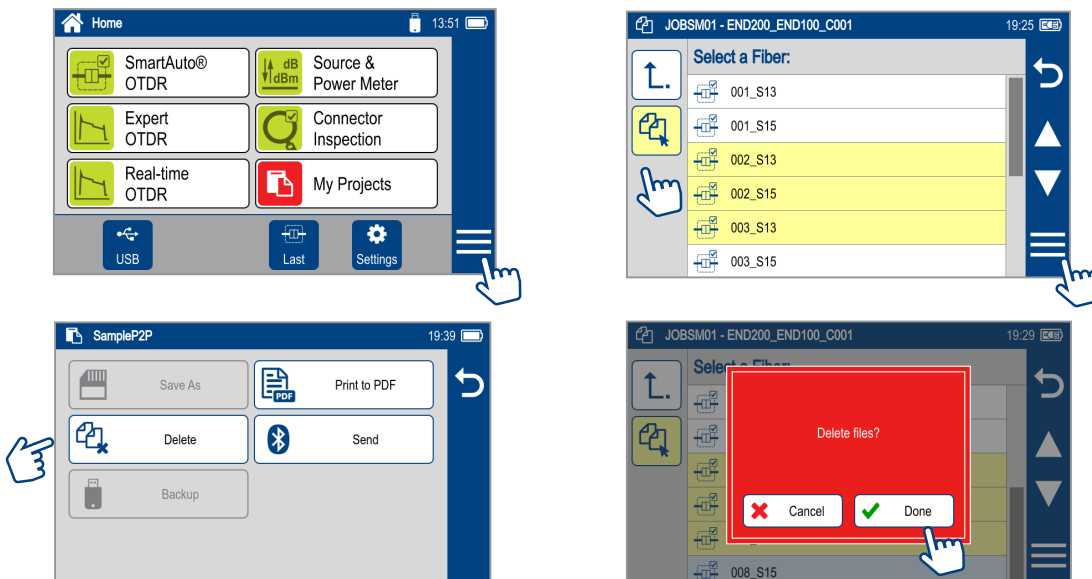 Home
13:51
SmartAuto®
OTDR
dB
dBm
Source &
Power Meter
Expert
OTDR
Connector
Inspection
Real-time
OTDR
My Projects
USB
Last
Settings
JOBSM01 - END200_END100_C001
19:25
Select a Fiber:
001_S13
001_S15
002_S13
002_S15
003_S13
003_S15
SampleP2P
19:39
Save As
PDF
Print to PDF
Delete
Send
Backup
JOBSM01 - END200_END100_C001
19:29
Select a Fiber:
Delete files?
Cancel
Done
008_S15